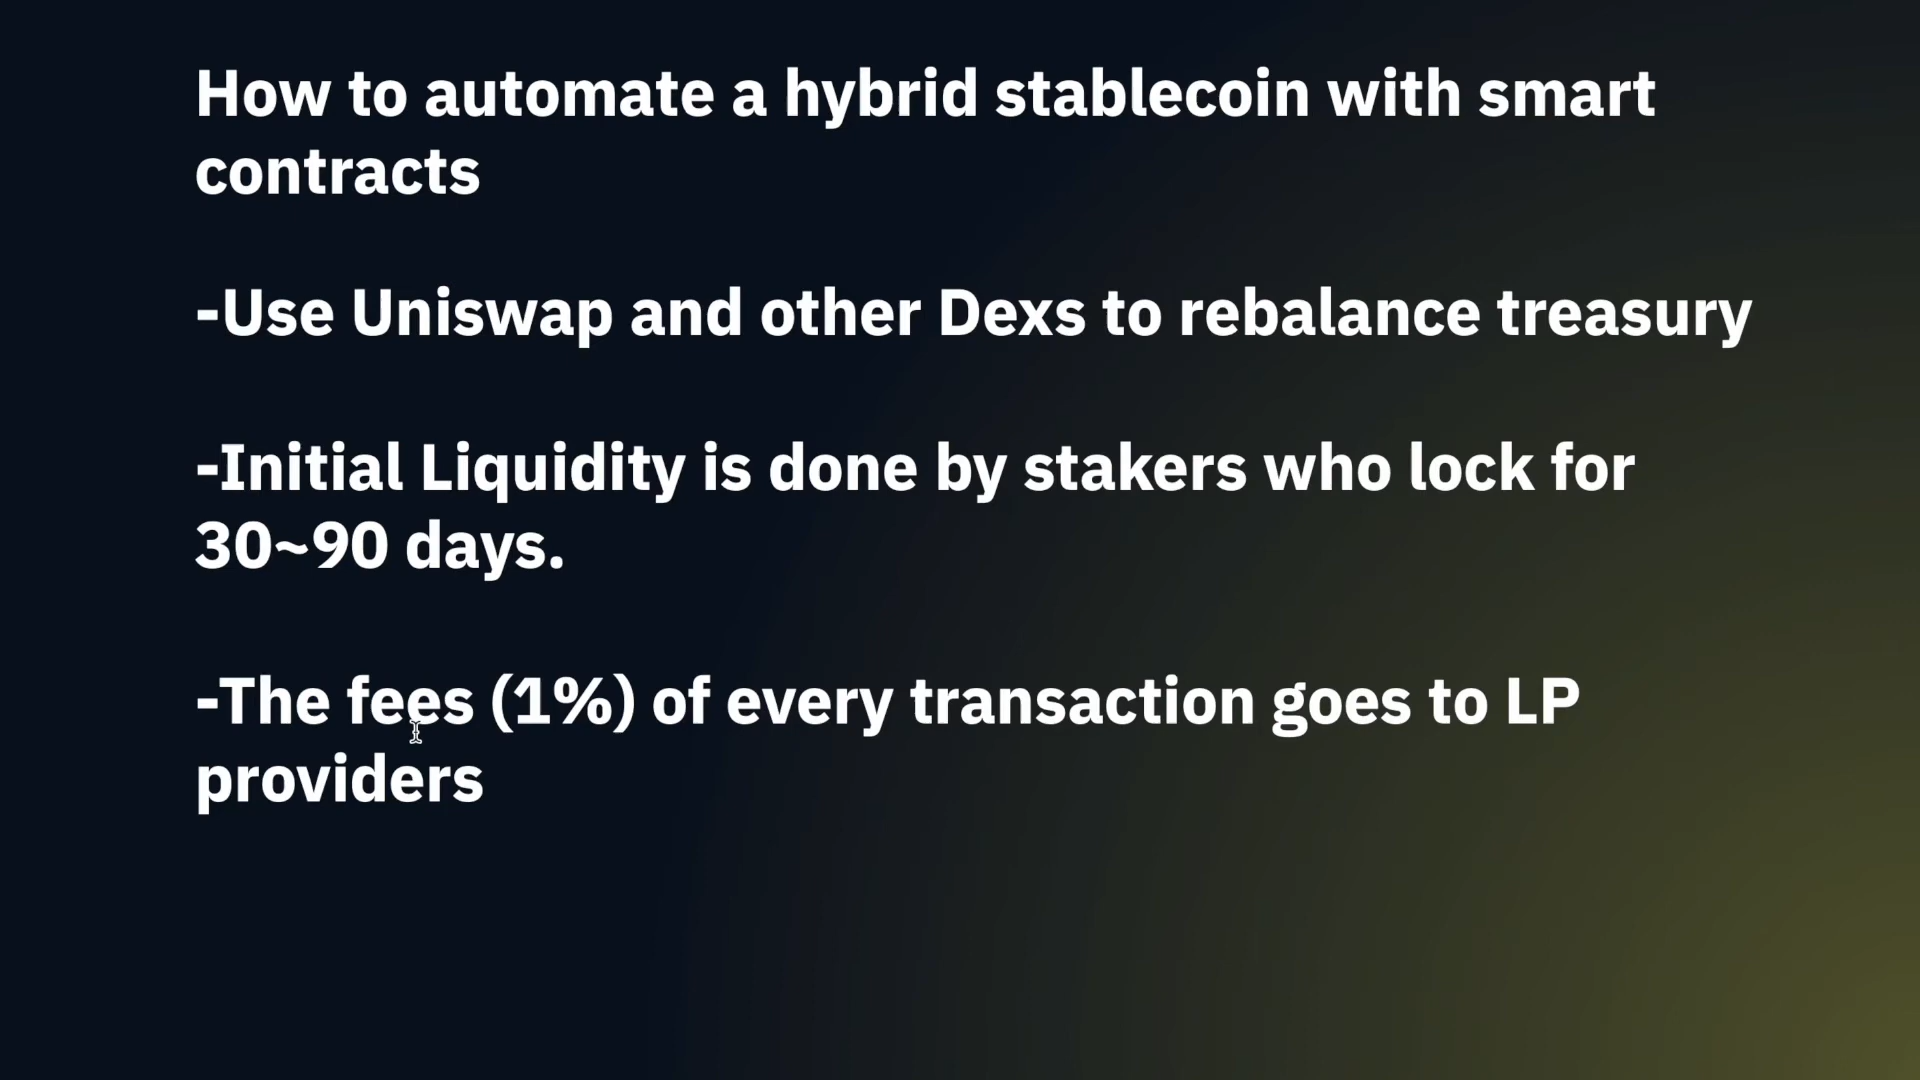 How to automate a hybrid stablecoin with smart
contracts
-Use Uniswap and other Dexs to rebalance treasury
-Initial Liquidity is done by stakers who lock for
30~90 days.
-The fees (1%) of every transaction goes to LP
providers